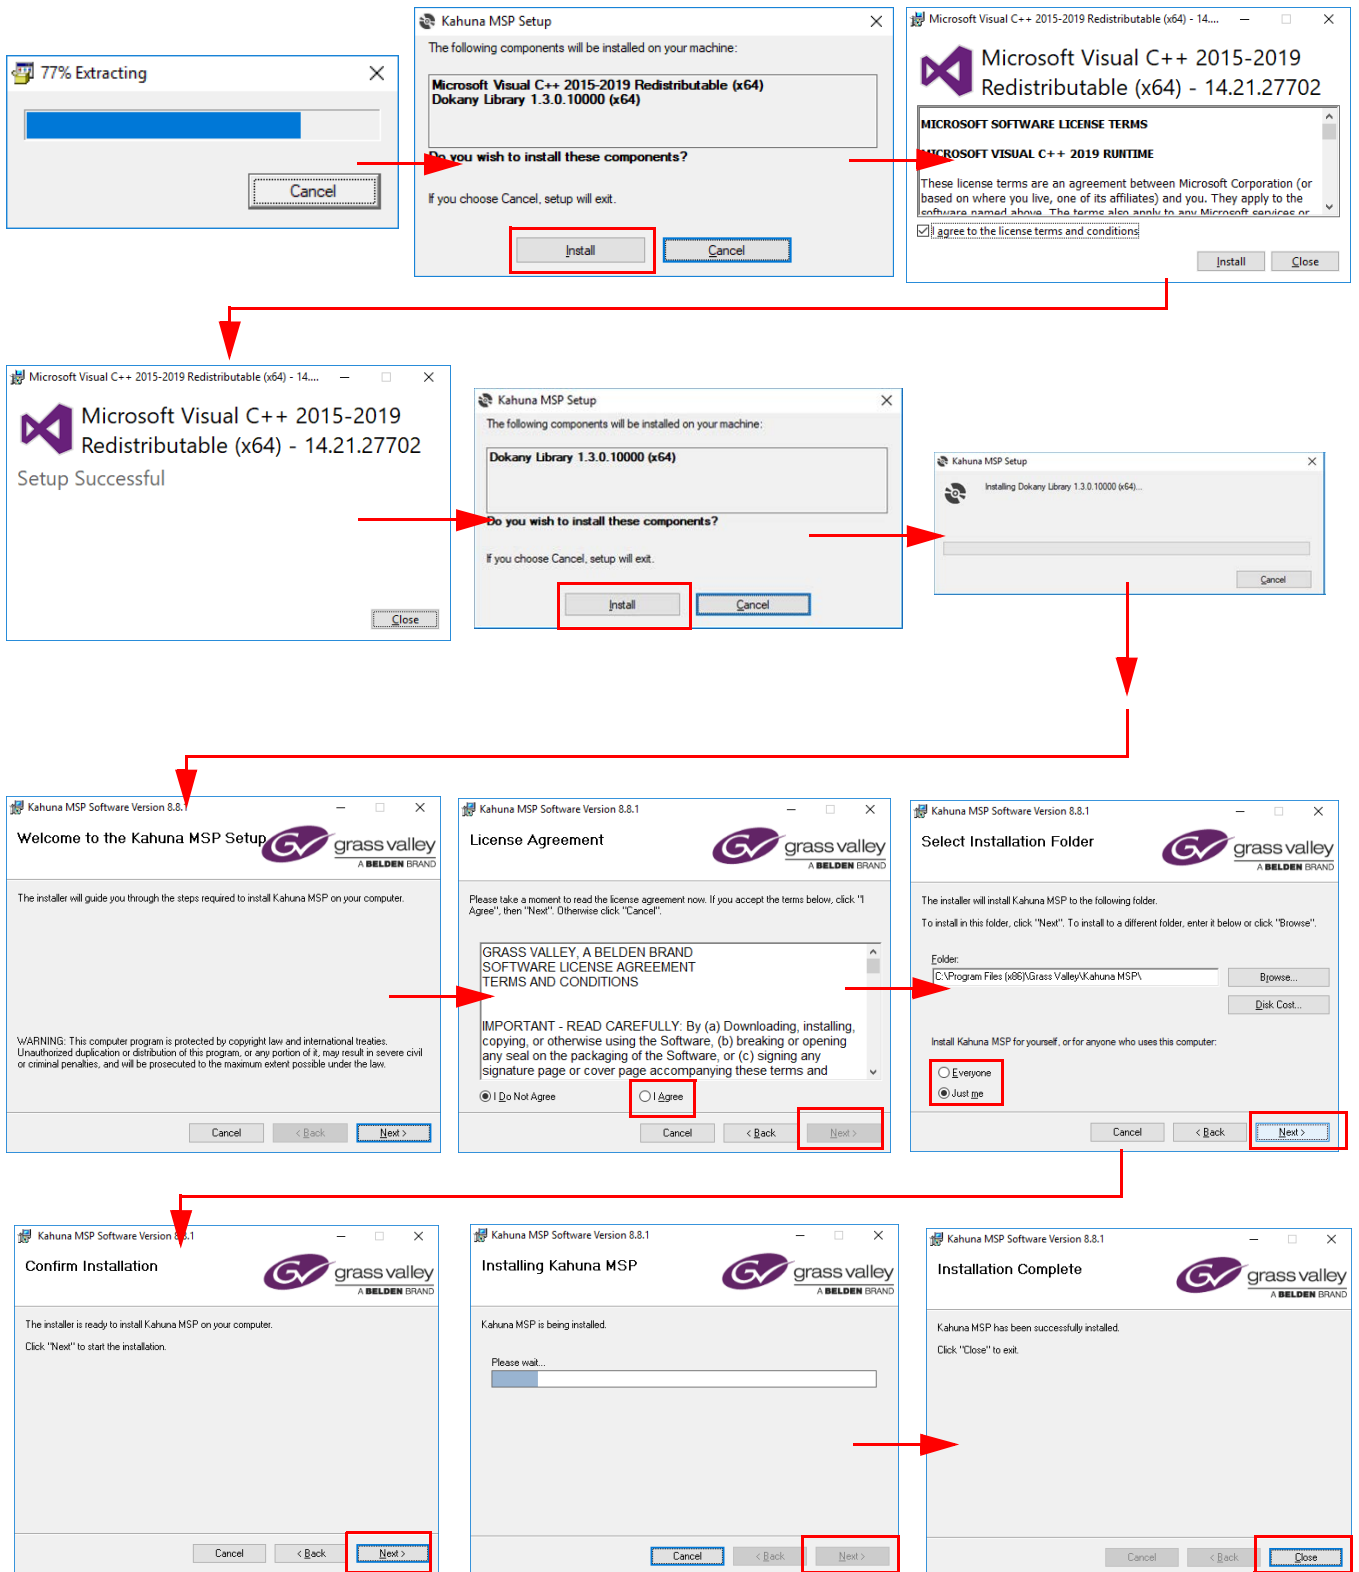 77% Extracting
Cancel
Kahuna MSP Setup
The following components will be installed on your machine:
Microsoft Visual C++ 2015-2019 Redistributable (x64)
Dokany Library 1.3.0.10000 (x64)
Do you wish to install these components?
If you choose Cancel, setup will exit.
Install
Cancel
Microsoft Visual C++ 2015-2019 Redistributable (x64) - 14....
Microsoft Visual C++ 2015-2019
Redistributable (x64) - 14.21.27702
MICROSOFT SOFTWARE LICENSE TERMS
MICROSOFT VISUAL C++ 2019 RUNTIME
These license terms are an agreement between Microsoft Corporation (or
based on where you live, one of its affiliates) and you. They apply to the
software named above. The terms also apply to any Microsoft services or
I agree to the license terms and conditions
Install
Close
Microsoft Visual C++ 2015-2019 Redistributable (x64) - 14....
Microsoft Visual C++ 2015-2019
Redistributable (x64) - 14.21.27702
Setup Successful
Close
Kahuna MSP Setup
The following components will be installed on your machine:
Dokany Library 1.3.0.10000 (x64)
Do you wish to install these components?
If you choose Cancel, setup will exit.
Install
Cancel
Kahuna MSP Setup
Installing Dokany Library 1.3.0.10000 (x64)...
Cancel
Kahuna MSP Software Version 8.8.1
Welcome to the Kahuna MSP Setup
GV grass valley
A BELDEN BRAND
The installer will guide you through the steps required to install Kahuna MSP on your computer.
WARNING: This computer program is protected by copyright law and international treaties.
Unauthorized duplication or distribution of this program, or any portion of it, may result in severe civil
or criminal penalties, and will be prosecuted to the maximum extent possible under the law.
Cancel
< Back
Next >
Kahuna MSP Software Version 8.8.1
License Agreement
GV grass valley
A BELDEN BRAND
Please take a moment to read the license agreement now. If you accept the terms below, click "I
Agree", then "Next". Otherwise click "Cancel".
GRASS VALLEY, A BELDEN BRAND
SOFTWARE LICENSE AGREEMENT
TERMS AND CONDITIONS
IMPORTANT - READ CAREFULLY: By (a) Downloading, installing,
copying, or otherwise using the Software, (b) breaking or opening
any seal on the packaging of the Software, or (c) signing any
signature page or cover page accompanying these terms and
I Do Not Agree
I Agree
Cancel
< Back
Next >
Kahuna MSP Software Version 8.8.1
Select Installation Folder
GV grass valley
A BELDEN BRAND
The installer will install Kahuna MSP to the following folder.
To install in this folder, click "Next". To install to a different folder, enter it below or click "Browse".
Folder:
C:\Program Files (x86)\Grass Valley\Kahuna MSP\
Browse...
Disk Cost...
Install Kahuna MSP for yourself, or for anyone who uses this computer:
Everyone
Just me
Cancel
< Back
Next >
Kahuna MSP Software Version 8.8.1
Confirm Installation
GV grass valley
A BELDEN BRAND
The installer is ready to install Kahuna MSP on your computer.
Click "Next" to start the installation.
Cancel
< Back
Next >
Kahuna MSP Software Version 8.8.1
Installing Kahuna MSP
GV grass valley
A BELDEN BRAND
Kahuna MSP is being installed.
Please wait...
Cancel
< Back
Next >
Kahuna MSP Software Version 8.8.1
Installation Complete
GV grass valley
A BELDEN BRAND
Kahuna MSP has been successfully installed.
Click "Close" to exit.
Cancel
< Back
Close